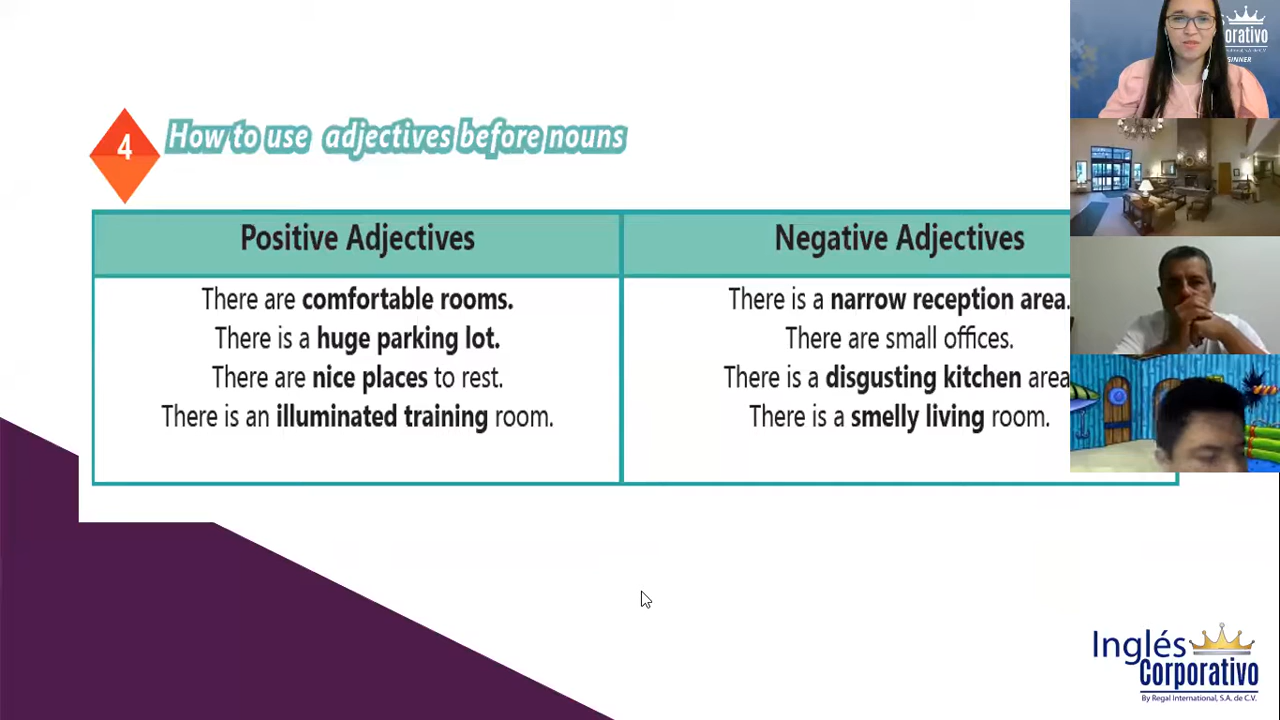 orativo
SINNER
4
How to use adjectives before nouns
Positive Adjectives
Negative Adjectives
There are comfortable rooms.
There is a huge parking lot.
There are nice places to rest.
There is an illuminated training room.
There is a narrow reception area.
There are small offices.
There is a disgusting kitchen area
There is a smelly living room.
Inglés
Corporativo
By Regal International, S.A. de C.V.